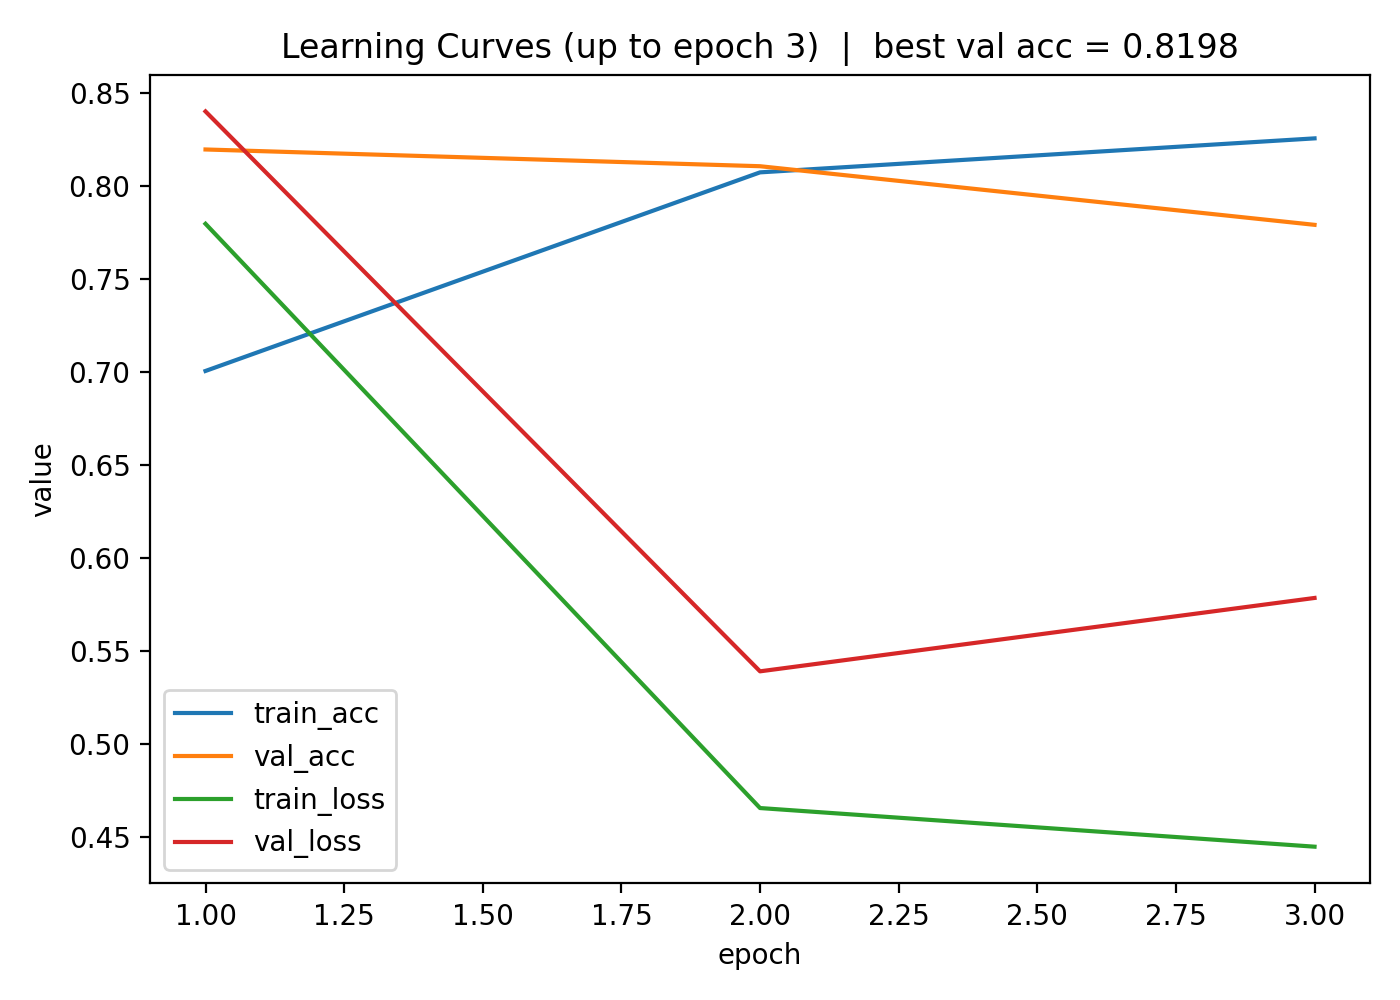 Learning Curves (up to epoch 3)  |  best val acc = 0.8198
0.85
0.80
0.75
0.70
0.65
0.60
0.55
0.50
0.45
value
train_acc
val_acc
train_loss
val_loss
1.00 1.25 1.50 1.75 2.00 2.25 2.50 2.75 3.00
epoch